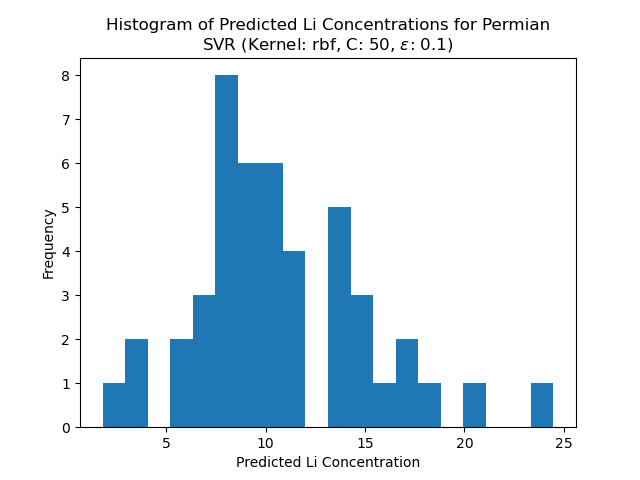 Histogram of Predicted Li Concentrations for Permian
SVR (Kernel: rbf, C: 50, ε: 0.1)
8
7
6
5
4
3
2
1
0
Frequency
5 10 15 20 25
Predicted Li Concentration